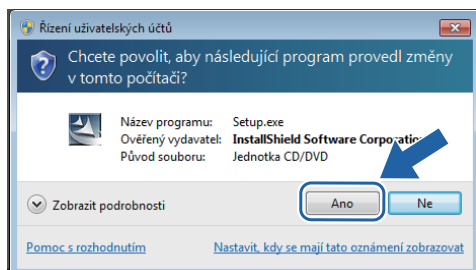 Řízení uživatelských účtů
Chcete povolit, aby následující program provedl změny
v tomto počítači?
Název programu: Setup.exe
Ověřený vydavatel: InstallShield Software Corporation
Původ souboru: Jednotka CD/DVD
Zobrazit podrobnosti
Ano
Ne
Pomoc s rozhodnutím
Nastavit, kdy se mají tato oznámení zobrazovat